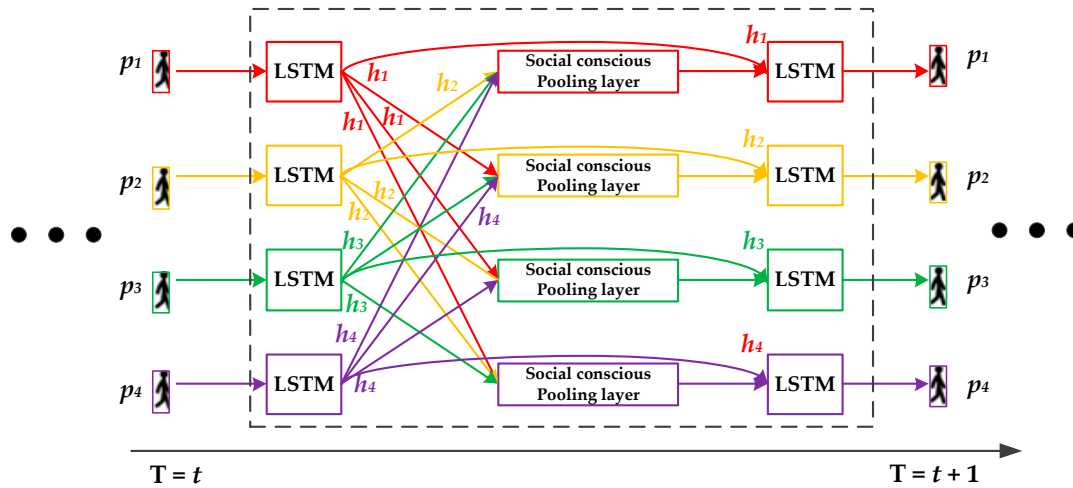 h1
p1
LSTM
h1
h2
Social conscious
Pooling layer
LSTM
p1
h1
h1
h2
p2
LSTM
h2
Social conscious
Pooling layer
LSTM
p2
h2
h4
h3
h3
p3
LSTM
h3
Social conscious
Pooling layer
LSTM
p3
h4
h4
p4
LSTM
h4
Social conscious
Pooling layer
LSTM
p4
T = t
T = t + 1